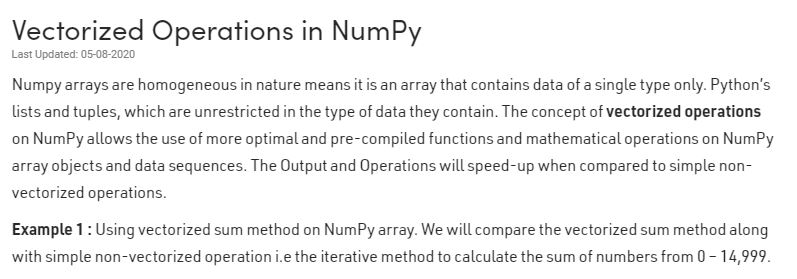 Vectorized Operations in NumPy
Last Updated: 05-08-2020
Numpy arrays are homogeneous in nature means it is an array that contains data of a single type only. Python's
lists and tuples, which are unrestricted in the type of data they contain. The concept of vectorized operations
on NumPy allows the use of more optimal and pre-compiled functions and mathematical operations on NumPy
array objects and data sequences. The Output and Operations will speed-up when compared to simple non-
vectorized operations.
Example 1 : Using vectorized sum method on NumPy array. We will compare the vectorized sum method along
with simple non-vectorized operation i.e the iterative method to calculate the sum of numbers from 0 – 14,999.